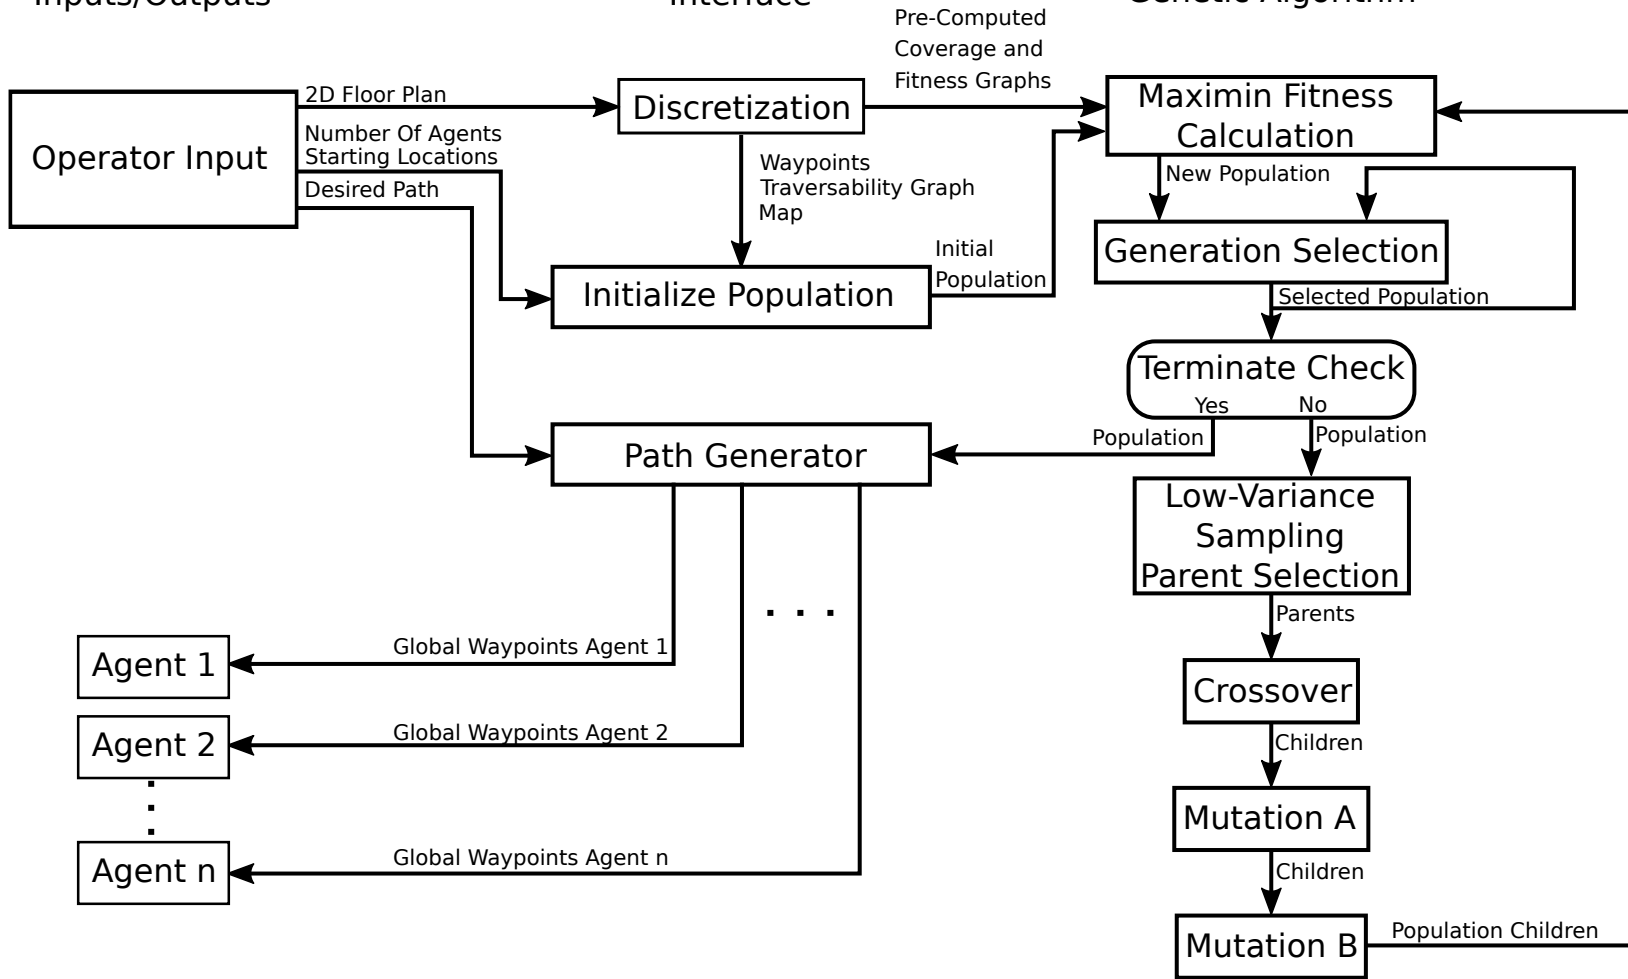 Inputs/Outputs
Interface
Genetic Algorithm
Pre-Computed
Coverage and
Fitness Graphs
Operator Input
2D Floor Plan
Number Of Agents
Starting Locations
Desired Path
Discretization
Waypoints
Traversability Graph
Map
Initialize Population
Initial
Population
Maximin Fitness
Calculation
New Population
Generation Selection
Selected Population
Terminate Check
Yes
No
Population
Population
Path Generator
Low-Variance
Sampling
Parent Selection
Parents
Crossover
Children
Mutation A
Children
Mutation B
Population Children
. . .
Global Waypoints Agent 1
Agent 1
Global Waypoints Agent 2
Agent 2
Global Waypoints Agent n
Agent n